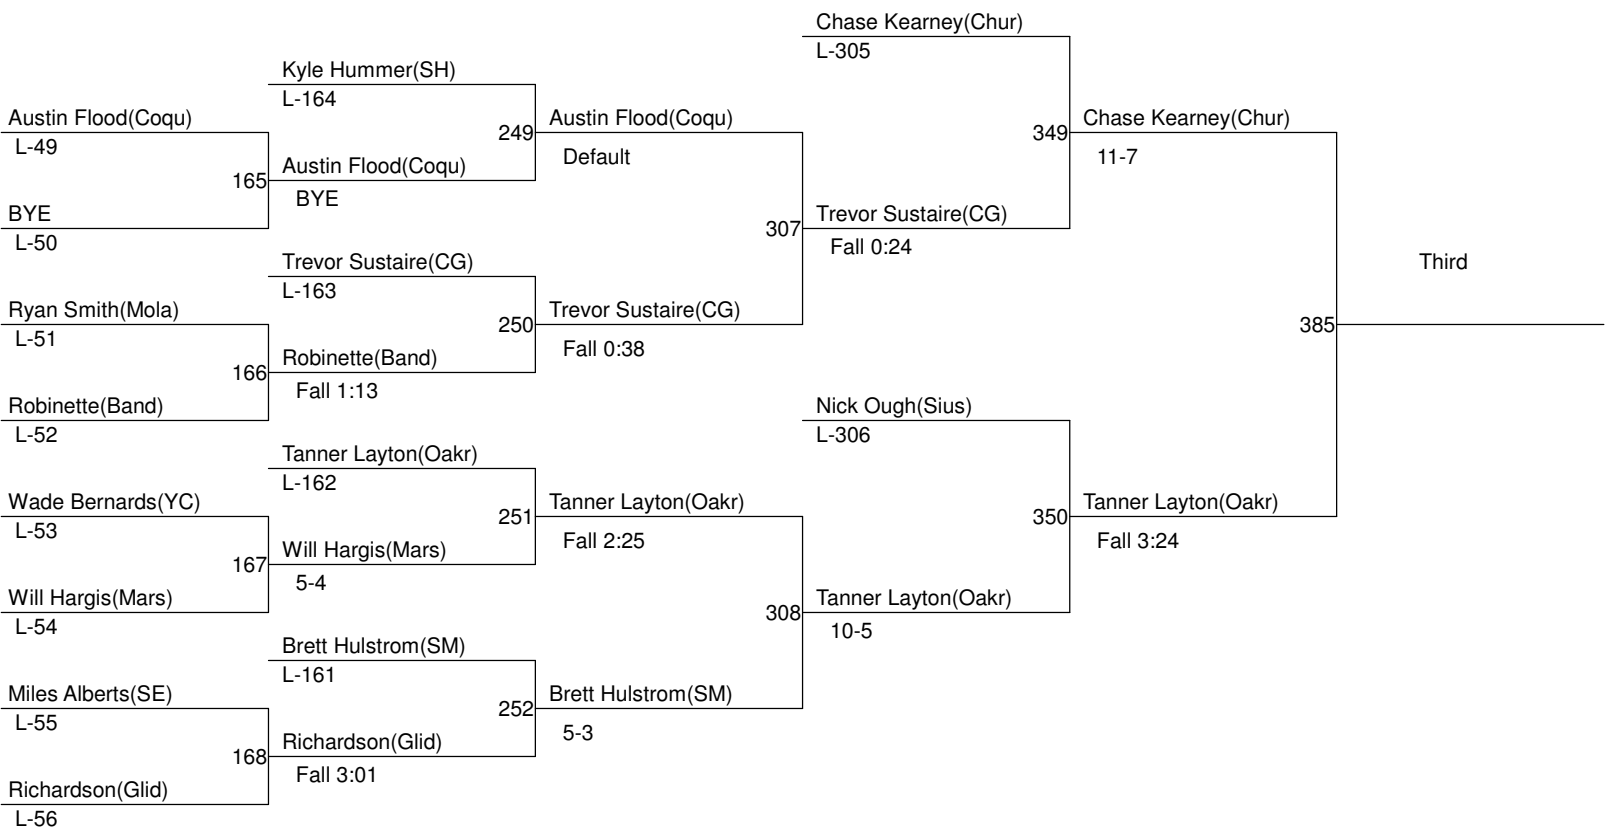 Chase Kearney(Chur)
L-305
Kyle Hummer(SH)
L-164
Austin Flood(Coqu)
L-49
249
Austin Flood(Coqu)
Default
349
Chase Kearney(Chur)
11-7
165
Austin Flood(Coqu)
BYE
BYE
L-50
307
Trevor Sustaire(CG)
Fall 0:24
Trevor Sustaire(CG)
L-163
Third
Ryan Smith(Mola)
L-51
250
Trevor Sustaire(CG)
Fall 0:38
385
166
Robinette(Band)
Fall 1:13
Robinette(Band)
L-52
Nick Ough(Sius)
L-306
Tanner Layton(Oakr)
L-162
Wade Bernards(YC)
L-53
251
Tanner Layton(Oakr)
Fall 2:25
350
Tanner Layton(Oakr)
Fall 3:24
167
Will Hargis(Mars)
5-4
Will Hargis(Mars)
L-54
308
Tanner Layton(Oakr)
10-5
Brett Hulstrom(SM)
L-161
Miles Alberts(SE)
L-55
252
Brett Hulstrom(SM)
5-3
168
Richardson(Glid)
Fall 3:01
Richardson(Glid)
L-56